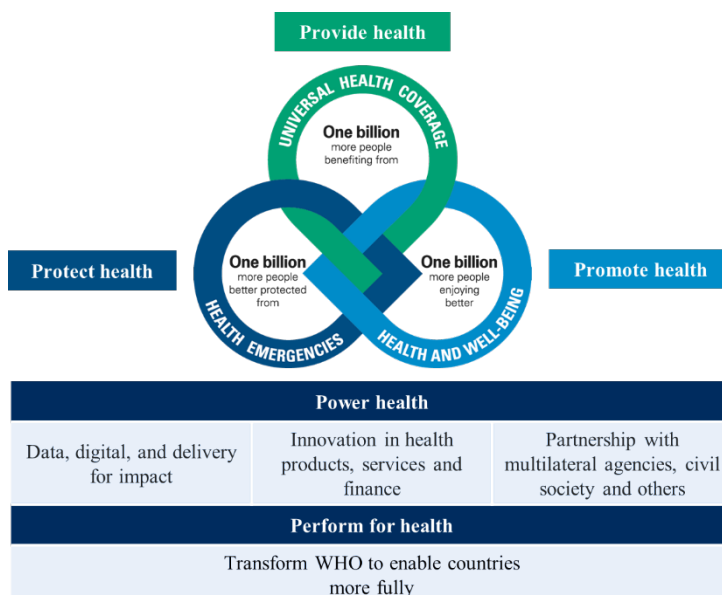 Provide health
UNIVERSAL HEALTH COVERAGE
One billion
more people
benefiting from
Protect health
One billion
more people
better protected
from
HEALTH EMERGENCIES
One billion
more people
enjoying
better
HEALTH AND WELL-BEING
Promote health
Power health
Data, digital, and delivery
for impact
Innovation in health
products, services and
finance
Partnership with
multilateral agencies, civil
society and others
Perform for health
Transform WHO to enable countries
more fully